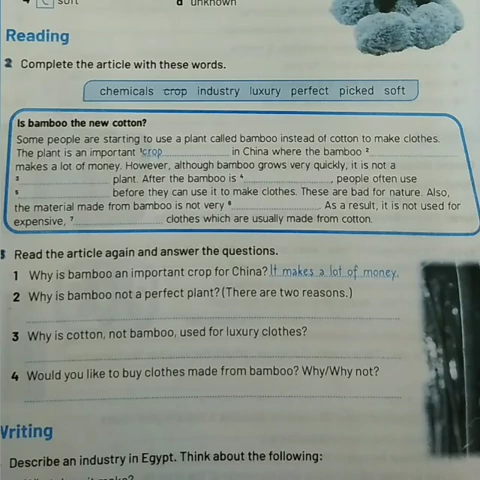 soft
a unknown
Reading
2 Complete the article with these words.
chemicals crop industry luxury perfect picked soft
Is bamboo the new cotton?
Some people are starting to use a plant called bamboo instead of cotton to make clothes.
The plant is an important ¹crop in China where the bamboo ²
makes a lot of money. However, although bamboo grows very quickly, it is not a
³ plant. After the bamboo is ⁴ , people often use
⁵ before they can use it to make clothes. These are bad for nature. Also,
the material made from bamboo is not very ⁶ . As a result, it is not used for
expensive, ⁷ clothes which are usually made from cotton.
3 Read the article again and answer the questions.
1 Why is bamboo an important crop for China? It makes a lot of money.
2 Why is bamboo not a perfect plant? (There are two reasons.)
3 Why is cotton, not bamboo, used for luxury clothes?
4 Would you like to buy clothes made from bamboo? Why/Why not?
Writing
Describe an industry in Egypt. Think about the following: